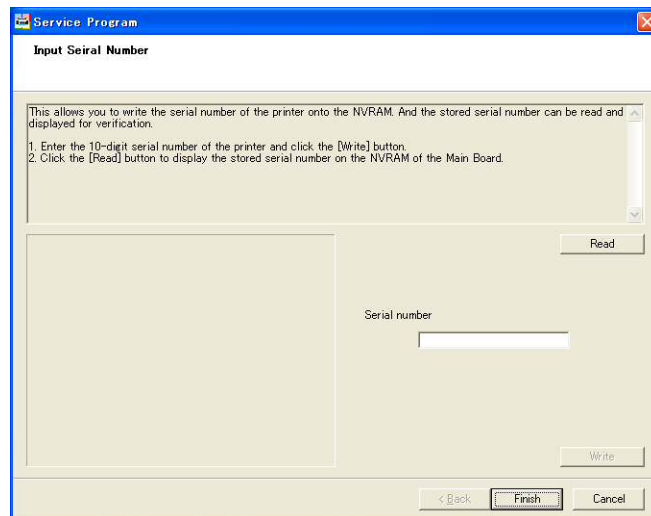 Service Program
Input Seiral Number
This allows you to write the serial number of the printer onto the NVRAM. And the stored serial number can be read and
displayed for verification.
1. Enter the 10-digit serial number of the printer and click the [Write] button.
2. Click the [Read] button to display the stored serial number on the NVRAM of the Main Board.
Read
Serial number
Write
< Back
Finish
Cancel